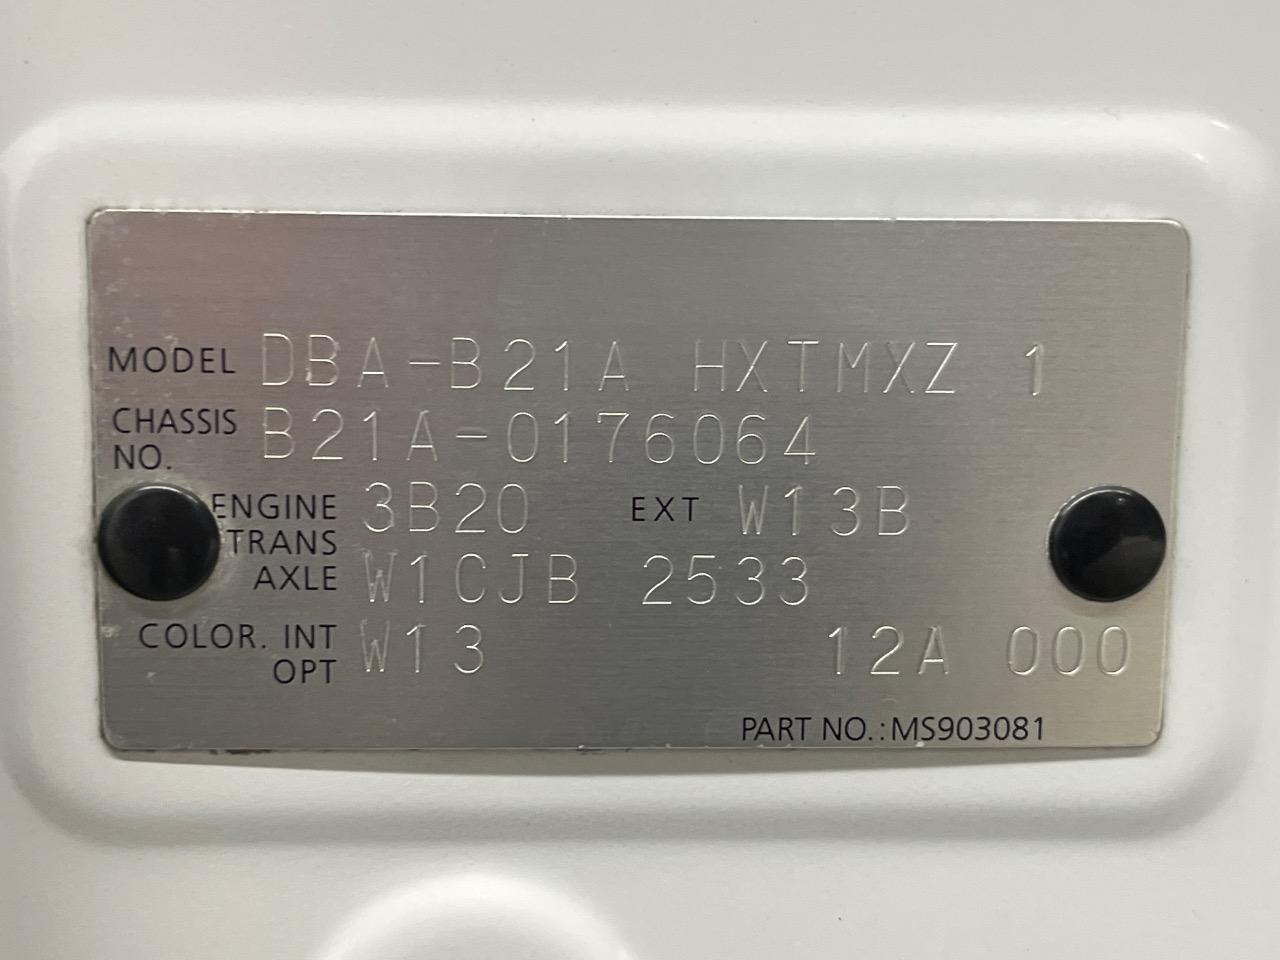 MODEL DBA-B21A HXTMXZ 1
CHASSIS NO. B21A-0176064
ENGINE 3B20 EXT W13B
TRANS AXLE W1CJB 2533
COLOR. INT OPT W13 12A 000
PART NO.:MS903081